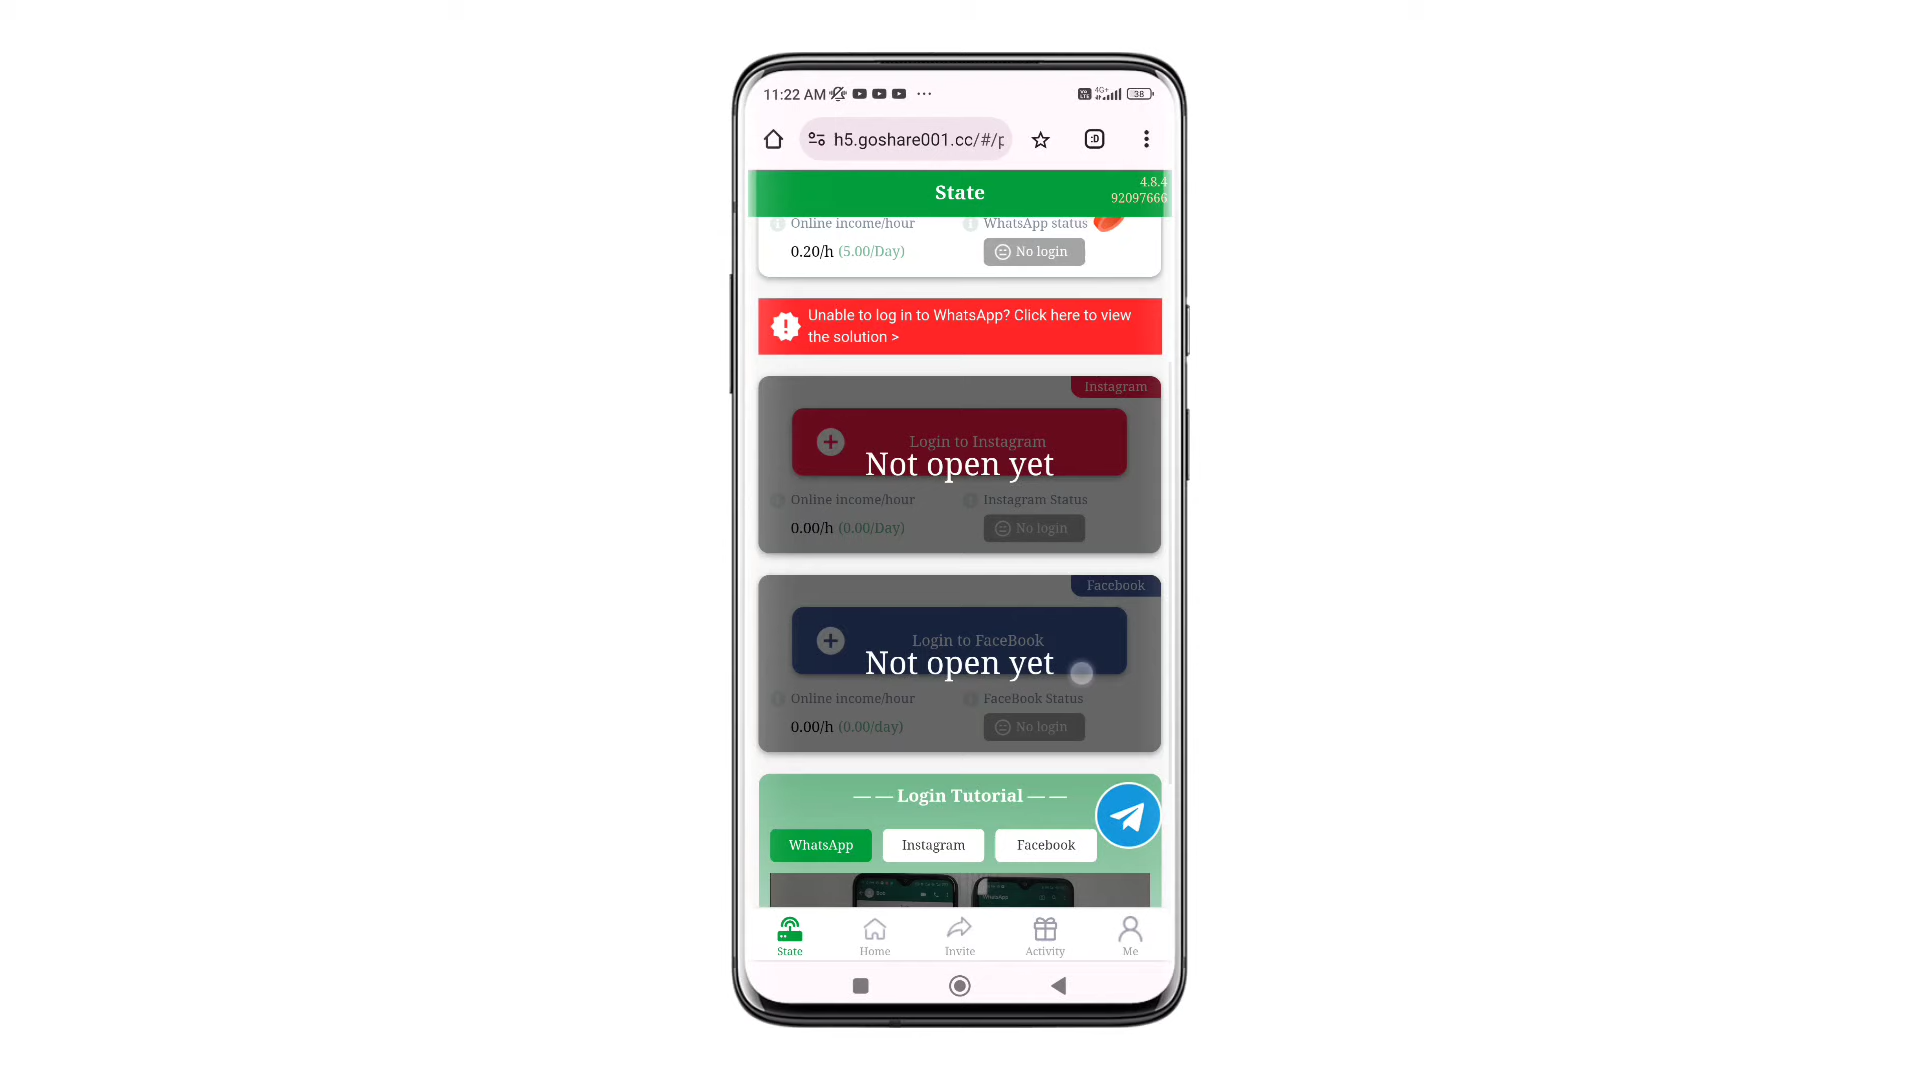 11:22 AM
4G+
Vo LTE
38
h5.goshare001.cc/#/p
:D
State
4.8.4
92097666
Online income/hour
WhatsApp status
0.20/h (5.00/Day)
No login
Unable to log in to WhatsApp? Click here to view
the solution >
Instagram
Login to Instagram
Not open yet
Online income/hour
Instagram Status
0.00/h (0.00/Day)
No login
Facebook
Login to FaceBook
Not open yet
Online income/hour
FaceBook Status
0.00/h (0.00/day)
No login
— — Login Tutorial — —
WhatsApp
Instagram
Facebook
State
Home
Invite
Activity
Me